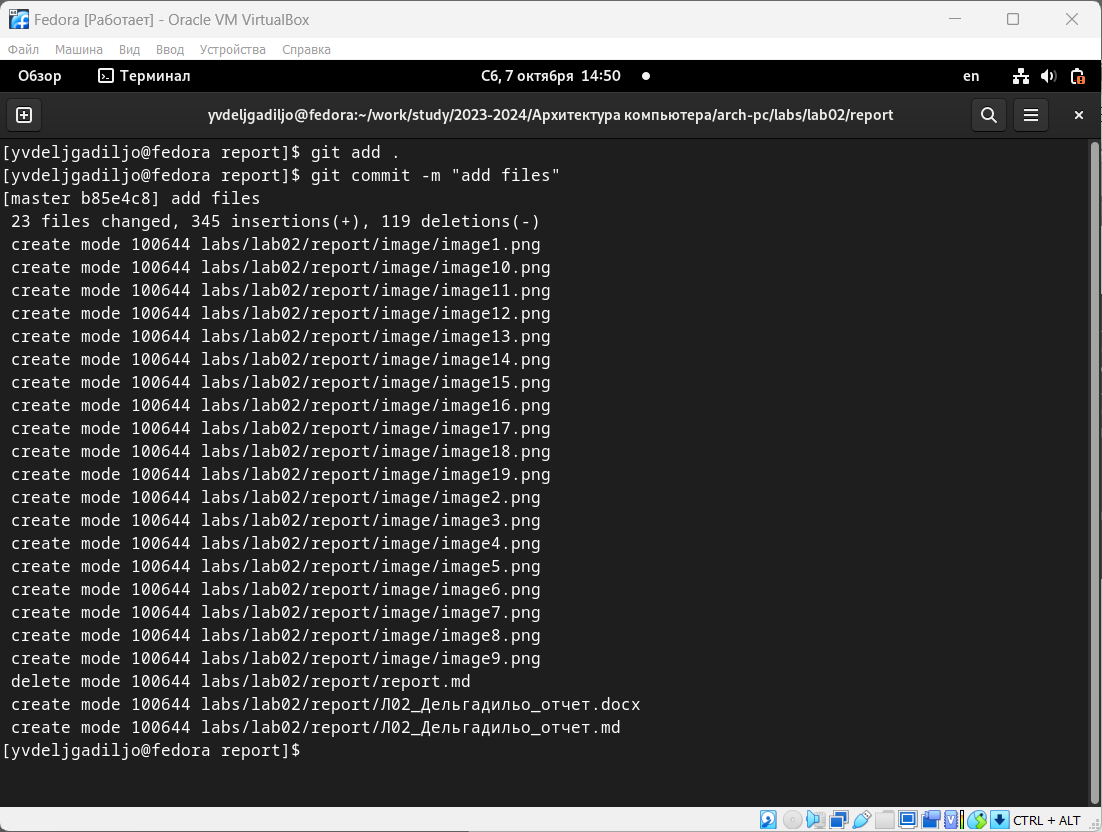 Fedora [Работает] - Oracle VM VirtualBox
Файл Машина Вид Ввод Устройства Справка
Обзор Терминал Сб, 7 октября 14:50 en
yvdeljgadiljo@fedora:~/work/study/2023-2024/Архитектура компьютера/arch-pc/labs/lab02/report
[yvdeljgadiljo@fedora report]$ git add .
[yvdeljgadiljo@fedora report]$ git commit -m "add files"
[master b85e4c8] add files
23 files changed, 345 insertions(+), 119 deletions(-)
create mode 100644 labs/lab02/report/image/image1.png
create mode 100644 labs/lab02/report/image/image10.png
create mode 100644 labs/lab02/report/image/image11.png
create mode 100644 labs/lab02/report/image/image12.png
create mode 100644 labs/lab02/report/image/image13.png
create mode 100644 labs/lab02/report/image/image14.png
create mode 100644 labs/lab02/report/image/image15.png
create mode 100644 labs/lab02/report/image/image16.png
create mode 100644 labs/lab02/report/image/image17.png
create mode 100644 labs/lab02/report/image/image18.png
create mode 100644 labs/lab02/report/image/image19.png
create mode 100644 labs/lab02/report/image/image2.png
create mode 100644 labs/lab02/report/image/image3.png
create mode 100644 labs/lab02/report/image/image4.png
create mode 100644 labs/lab02/report/image/image5.png
create mode 100644 labs/lab02/report/image/image6.png
create mode 100644 labs/lab02/report/image/image7.png
create mode 100644 labs/lab02/report/image/image8.png
create mode 100644 labs/lab02/report/image/image9.png
delete mode 100644 labs/lab02/report/report.md
create mode 100644 labs/lab02/report/Л02_Дельгадильо_отчет.docx
create mode 100644 labs/lab02/report/Л02_Дельгадильо_отчет.md
[yvdeljgadiljo@fedora report]$
CTRL + ALT